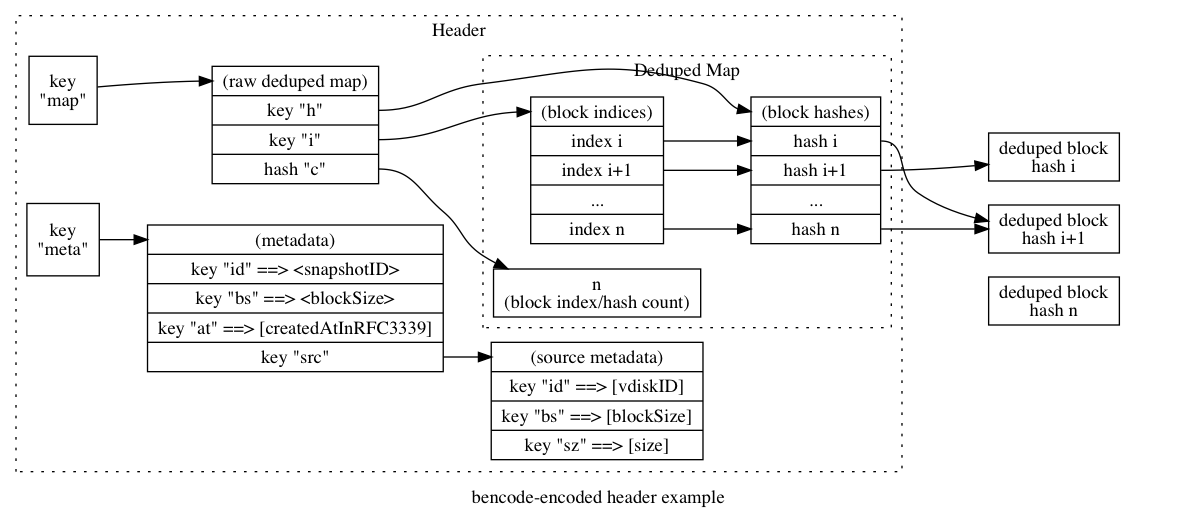 Header
key
"map"
(raw deduped map)
key "h"
key "i"
hash "c"
Deduped Map
(block indices)
index i
index i+1
...
index n
(block hashes)
hash i
hash i+1
...
hash n
deduped block
hash i
deduped block
hash i+1
deduped block
hash n
n
(block index/hash count)
key
"meta"
(metadata)
key "id" ==> <snapshotID>
key "bs" ==> <blockSize>
key "at" ==> [createdAtInRFC3339]
key "src"
(source metadata)
key "id" ==> [vdiskID]
key "bs" ==> [blockSize]
key "sz" ==> [size]
bencode-encoded header example